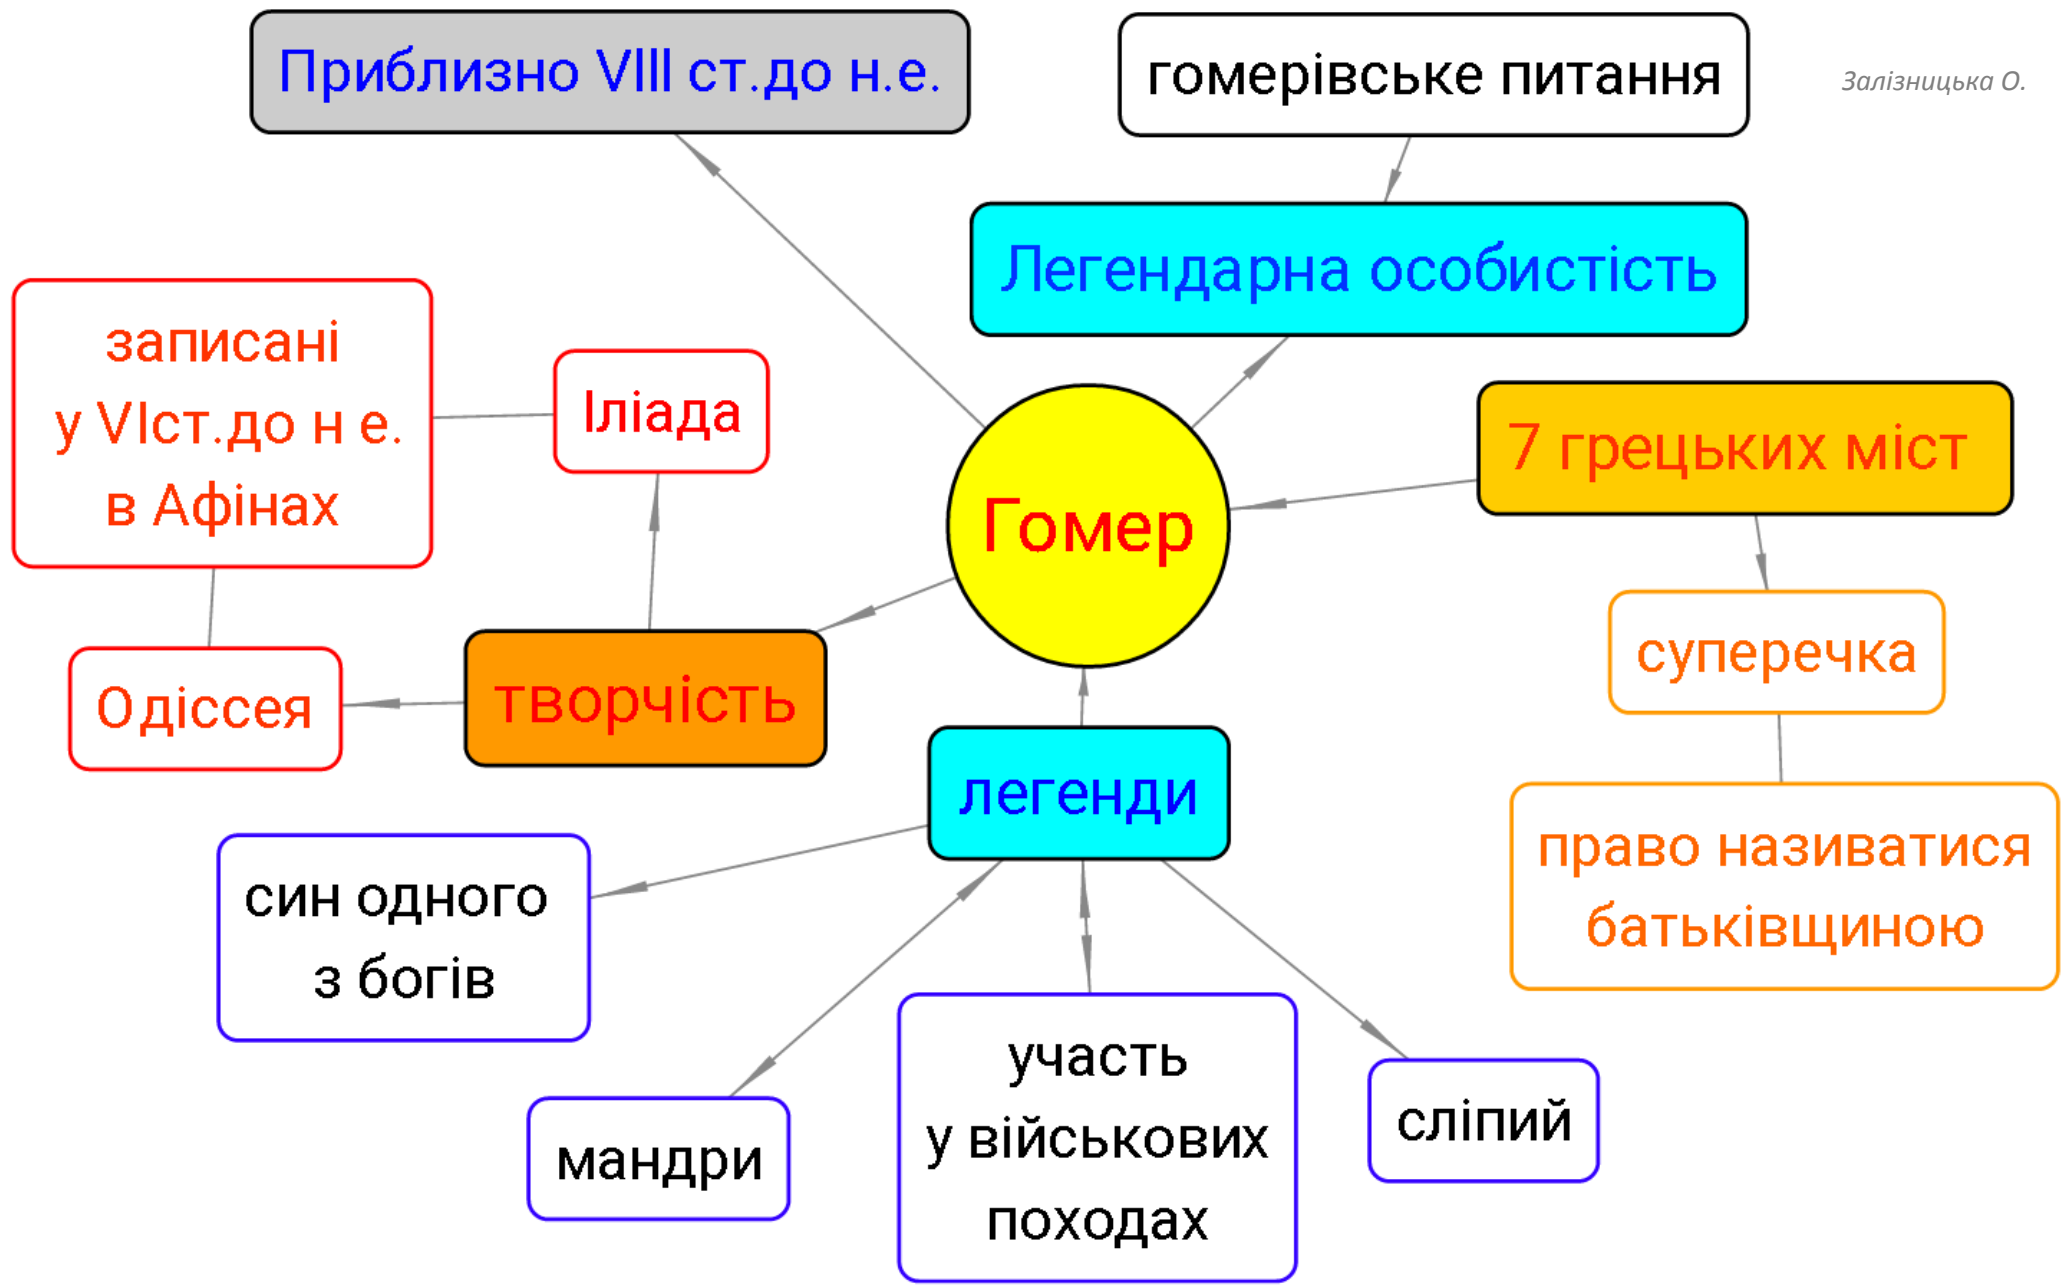 Приблизно VIII ст.до н.е.
гомерівське питання
Залізницька О.
Легендарна особистість
записані
у VIст.до н е.
в Афінах
Іліада
7 грецьких міст
Гомер
суперечка
Одіссея
творчість
легенди
право називатися
батьківщиною
син одного
з богів
участь
у військових
походах
сліпий
мандри